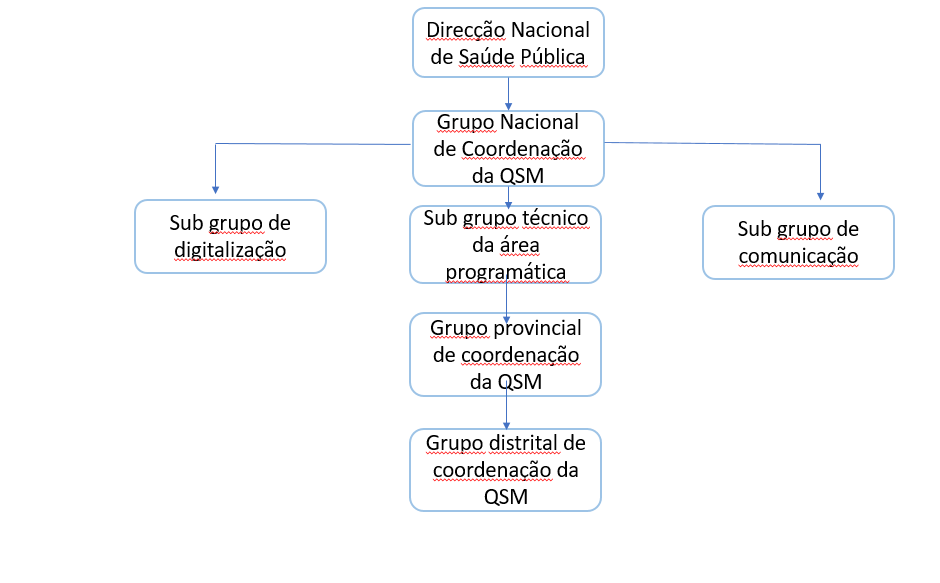 Direcção Nacional
de Saúde Pública
Grupo Nacional
de Coordenação
da QSM
Sub grupo de
digitalização
Sub grupo técnico
da área
programática
Sub grupo de
comunicação
Grupo provincial
de coordenação
da QSM
Grupo distrital de
coordenação da
QSM